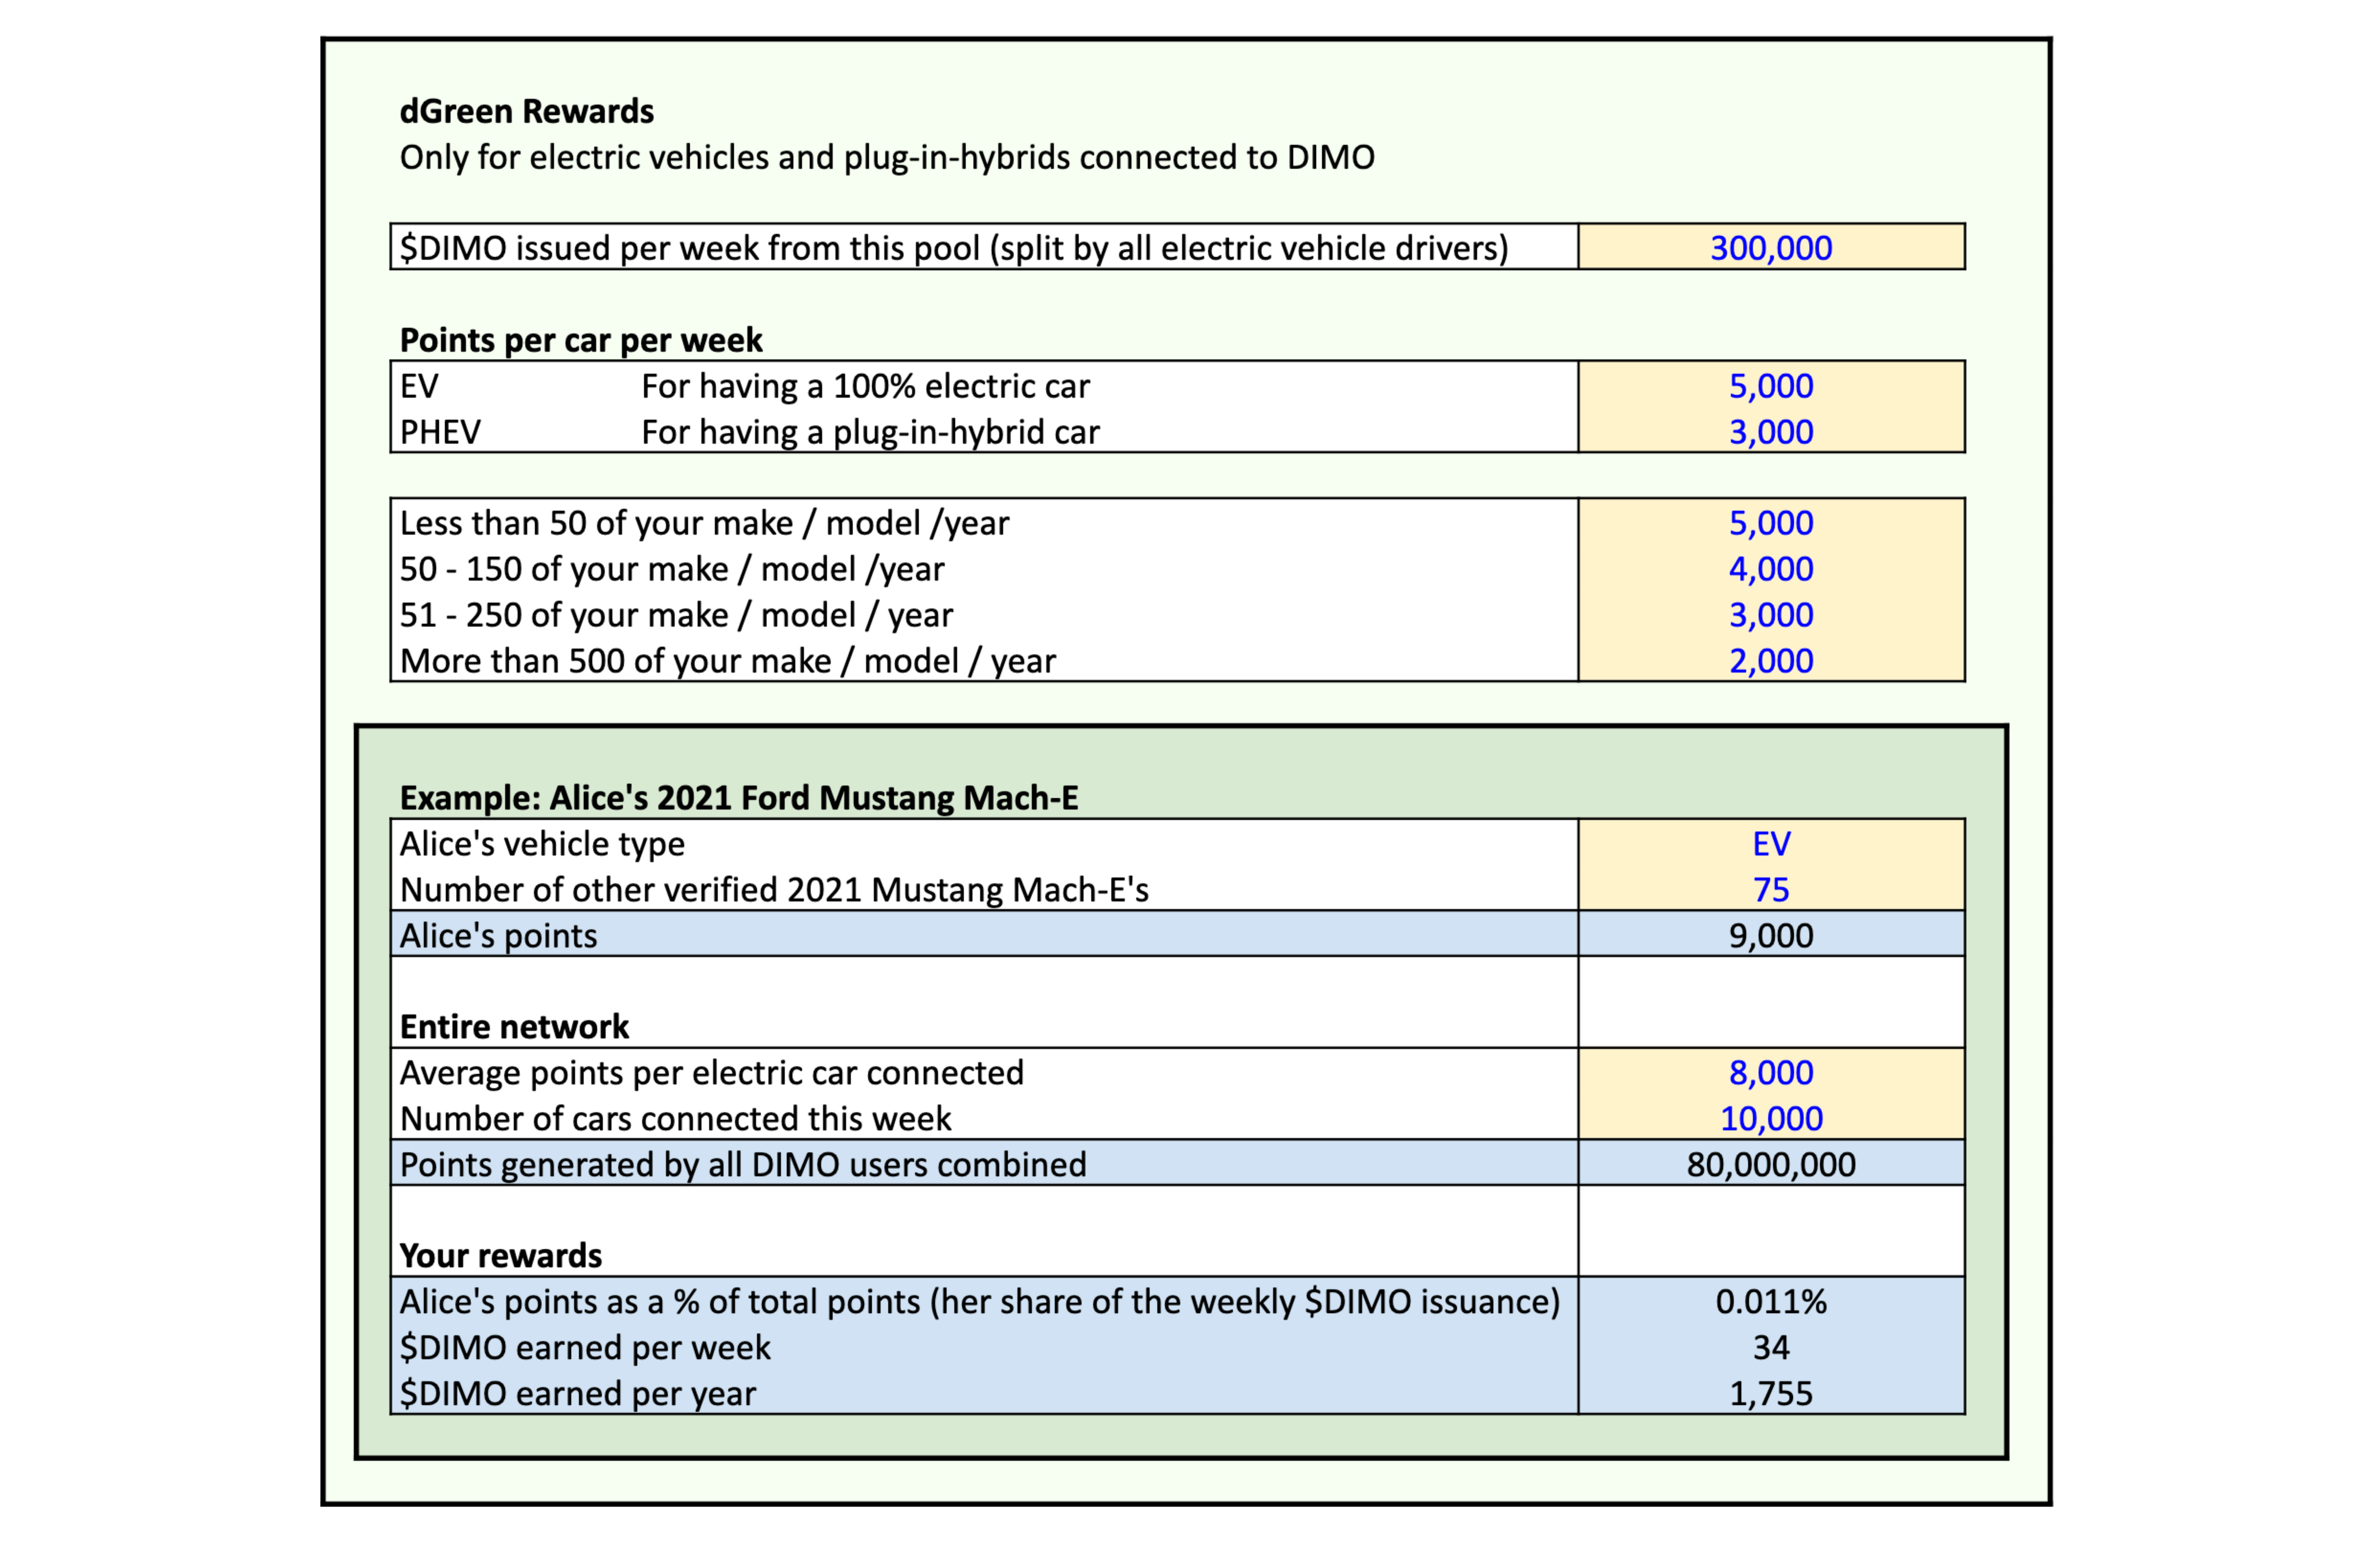 dGreen Rewards
Only for electric vehicles and plug-in-hybrids connected to DIMO
$DIMO issued per week from this pool (split by all electric vehicle drivers) 300,000
Points per car per week
EV For having a 100% electric car 5,000
PHEV For having a plug-in-hybrid car 3,000
Less than 50 of your make / model /year 5,000
50 - 150 of your make / model /year 4,000
51 - 250 of your make / model / year 3,000
More than 500 of your make / model / year 2,000
Example: Alice's 2021 Ford Mustang Mach-E
Alice's vehicle type EV
Number of other verified 2021 Mustang Mach-E's 75
Alice's points 9,000
Entire network
Average points per electric car connected 8,000
Number of cars connected this week 10,000
Points generated by all DIMO users combined 80,000,000
Your rewards
Alice's points as a % of total points (her share of the weekly $DIMO issuance) 0.011%
$DIMO earned per week 34
$DIMO earned per year 1,755